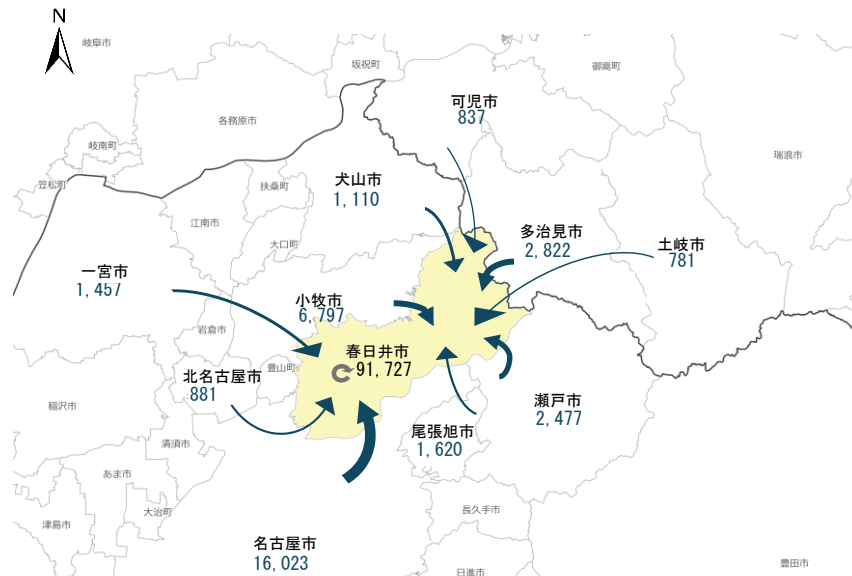 N
岐阜市
坂祝町
御嵩町
可児市
837
各務原市
岐南町
瑞浪市
笠松町
扶桑町
犬山市
1,110
江南市
大口町
多治見市
2,822
土岐市
781
一宮市
1,457
小牧市
6,797
岩倉市
春日井市
91,727
豊山町
北名古屋市
881
瀬戸市
2,477
稲沢市
尾張旭市
1,620
清須市
あま市
大治町
長久手市
津島市
名古屋市
16,023
日進市
豊田市